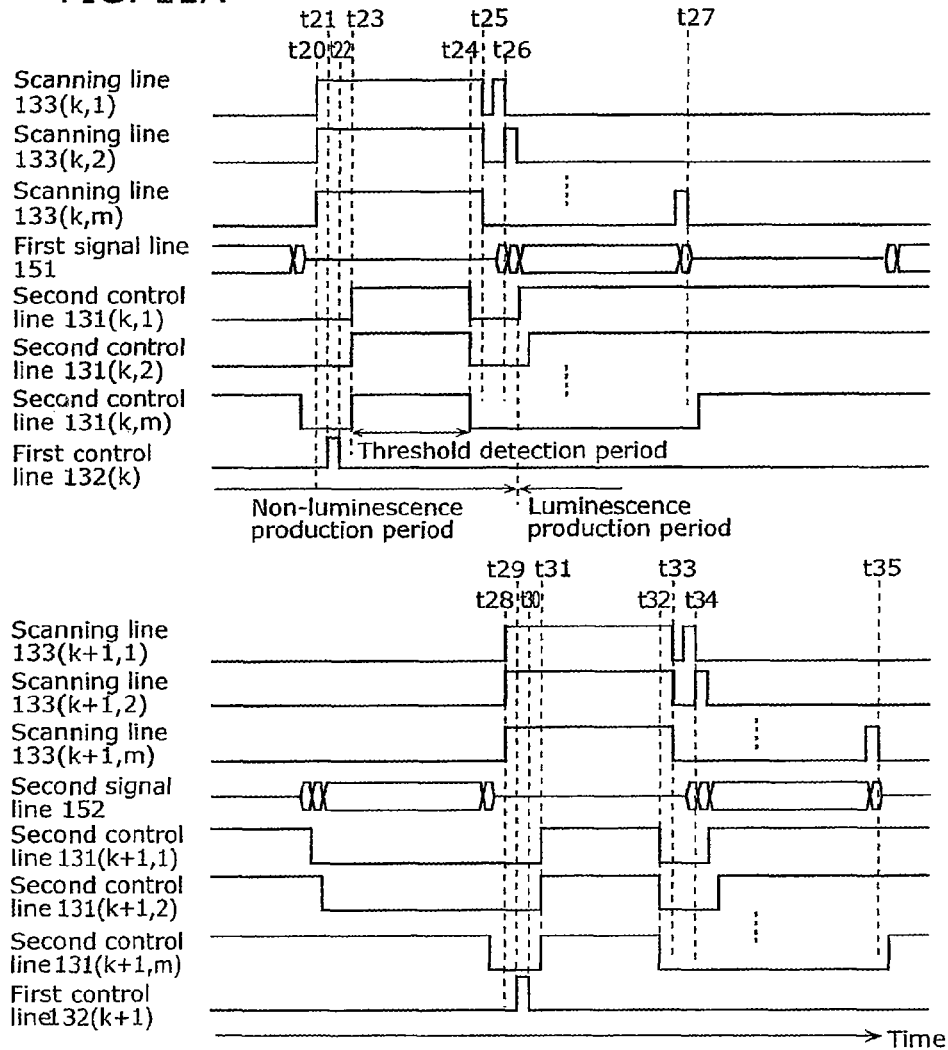 t21 t23 t25 t27
t20 t22 t24 t26
Scanning line
133(k,1)
Scanning line
133(k,2)
Scanning line
133(k,m)
First signal line
151
Second control
line 131(k,1)
Second control
line 131(k,2)
Second control
line 131(k,m)
Threshold detection period
First control
line 132(k)
Non-luminescence
production period
Luminescence
production period
t29 t31 t33 t35
t28 t30 t32 t34
Scanning line
133(k+1,1)
Scanning line
133(k+1,2)
Scanning line
133(k+1,m)
Second signal
line 152
Second control
line 131(k+1,1)
Second control
line 131(k+1,2)
Second control
line 131(k+1,m)
First control
line132(k+1)
Time